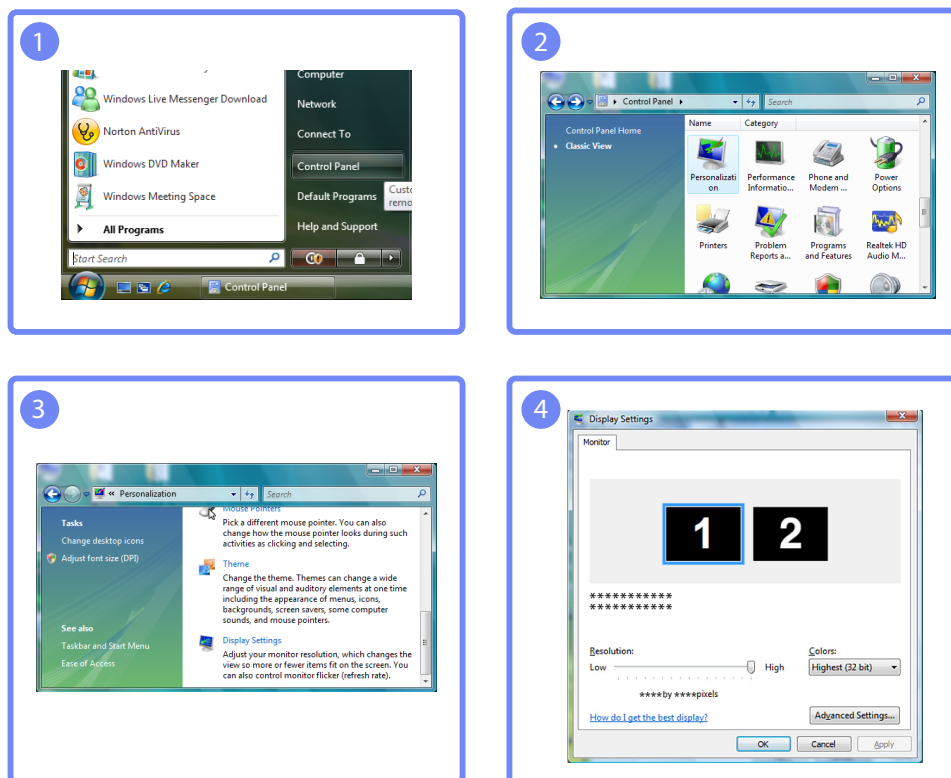 1
Windows Live Messenger Download
Norton AntiVirus
Windows DVD Maker
Windows Meeting Space
All Programs
Start Search
Computer
Network
Connect To
Control Panel
Default Programs
Help and Support
Custo
remo
Control Panel
2
Control Panel
Search
Control Panel Home
Classic View
Name Category
Personalizati
on
Performance
Informatio...
Phone and
Modem ...
Power
Options
Printers
Problem
Reports a...
Programs
and Features
Realtek HD
Audio M...
3
« Personalization
Search
Tasks
Change desktop icons
Adjust font size (DPI)
See also
Taskbar and Start Menu
Ease of Access
Mouse Pointers
Pick a different mouse pointer. You can also
change how the mouse pointer looks during such
activities as clicking and selecting.
Theme
Change the theme. Themes can change a wide
range of visual and auditory elements at one time
including the appearance of menus, icons,
backgrounds, screen savers, some computer
sounds, and mouse pointers.
Display Settings
Adjust your monitor resolution, which changes the
view so more or fewer items fit on the screen. You
can also control monitor flicker (refresh rate).
4
Display Settings
Monitor
1 2
***********
***********
Resolution:
Low High
****by ****pixels
Colors:
Highest (32 bit)
How do I get the best display?
Advanced Settings...
OK Cancel Apply